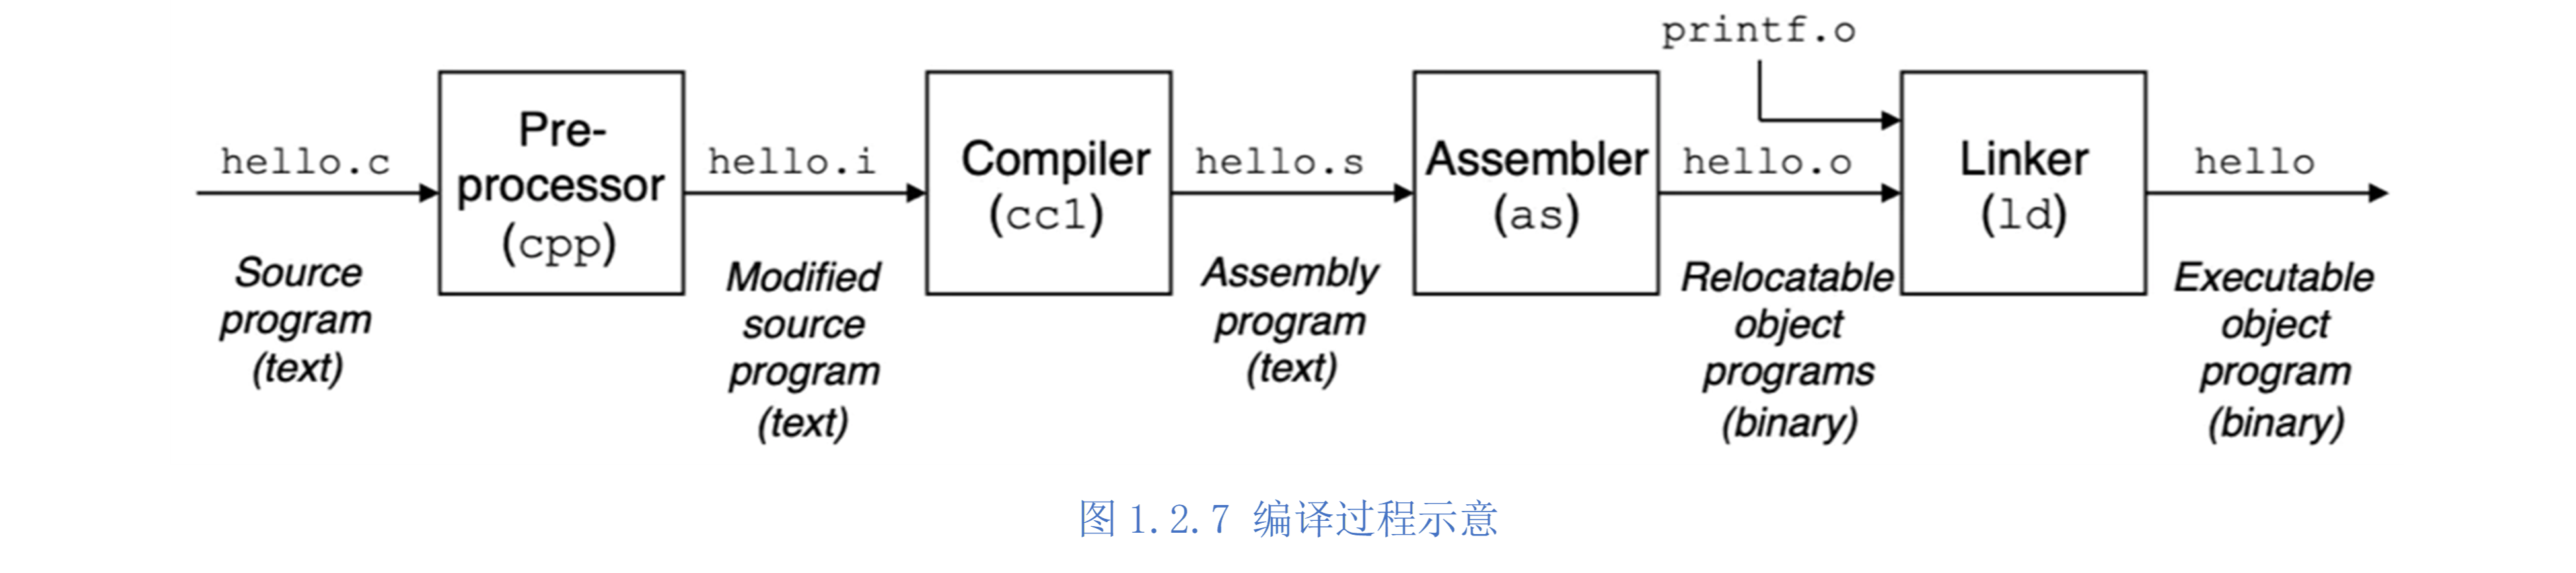 printf.o
hello.c
Pre-
processor
(cpp)
hello.i
Compiler
(cc1)
hello.s
Assembler
(as)
hello.o
Linker
(ld)
hello
Source
program
(text)
Modified
source
program
(text)
Assembly
program
(text)
Relocatable
object
programs
(binary)
Executable
object
program
(binary)
图 1.2.7 编译过程示意